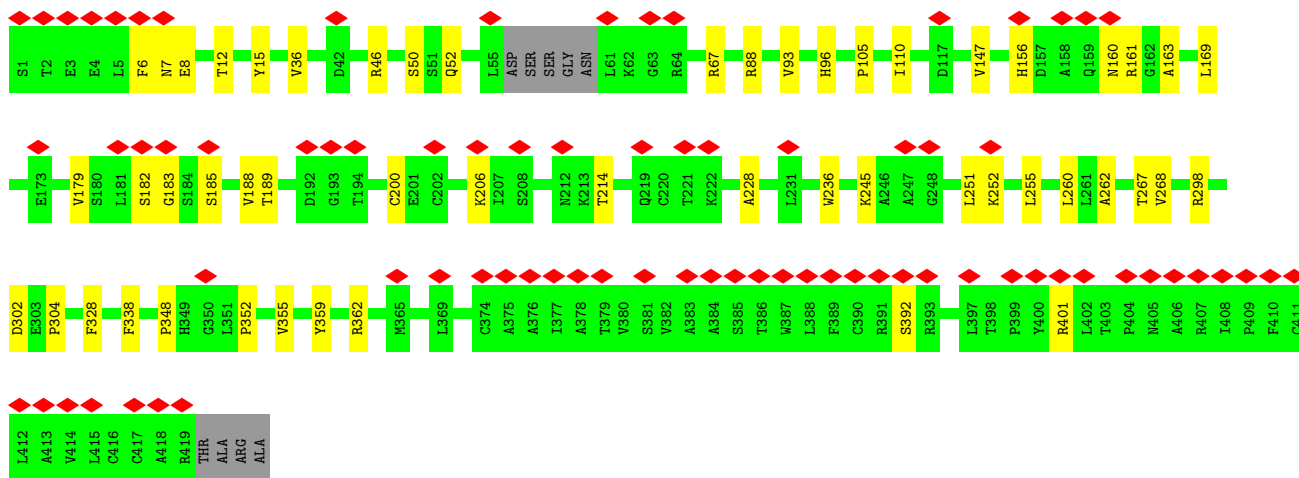 S1 T2 E3 E4 L5 F6 N7 E8 T12 Y15 V36 D42 R46 S50 S51 Q52 L55 ASP SER SER GLY ASN L61 K62 G63 R64 R67 R88 V93 H96 P105 I110 D117 V147 H156 D157 A158 Q159 N160 R161 G162 A163 L169
E173 V179 S180 L181 S182 G183 S184 S185 V188 T189 D192 G193 T194 C200 E201 C202 K206 I207 S208 N212 K213 T214 Q219 C220 T221 K222 A228 L231 W236 K245 A246 A247 G248 L251 K252 L255 L260 L261 A262 T267 V268 R298
D302 E303 P304 F328 F338 P348 H349 G350 L351 P352 V355 Y359 R362 M365 L369 C374 A375 A376 I377 A378 T379 V380 S381 V382 A383 A384 S385 T386 W387 L388 F389 C390 R391 S392 R393 L397 T398 P399 Y400 R401 L402 T403 P404 N405 A406 R407 I408 P409 F410 C411
L412 A413 V414 L415 C416 C417 A418 R419 THR ALA ARG ALA